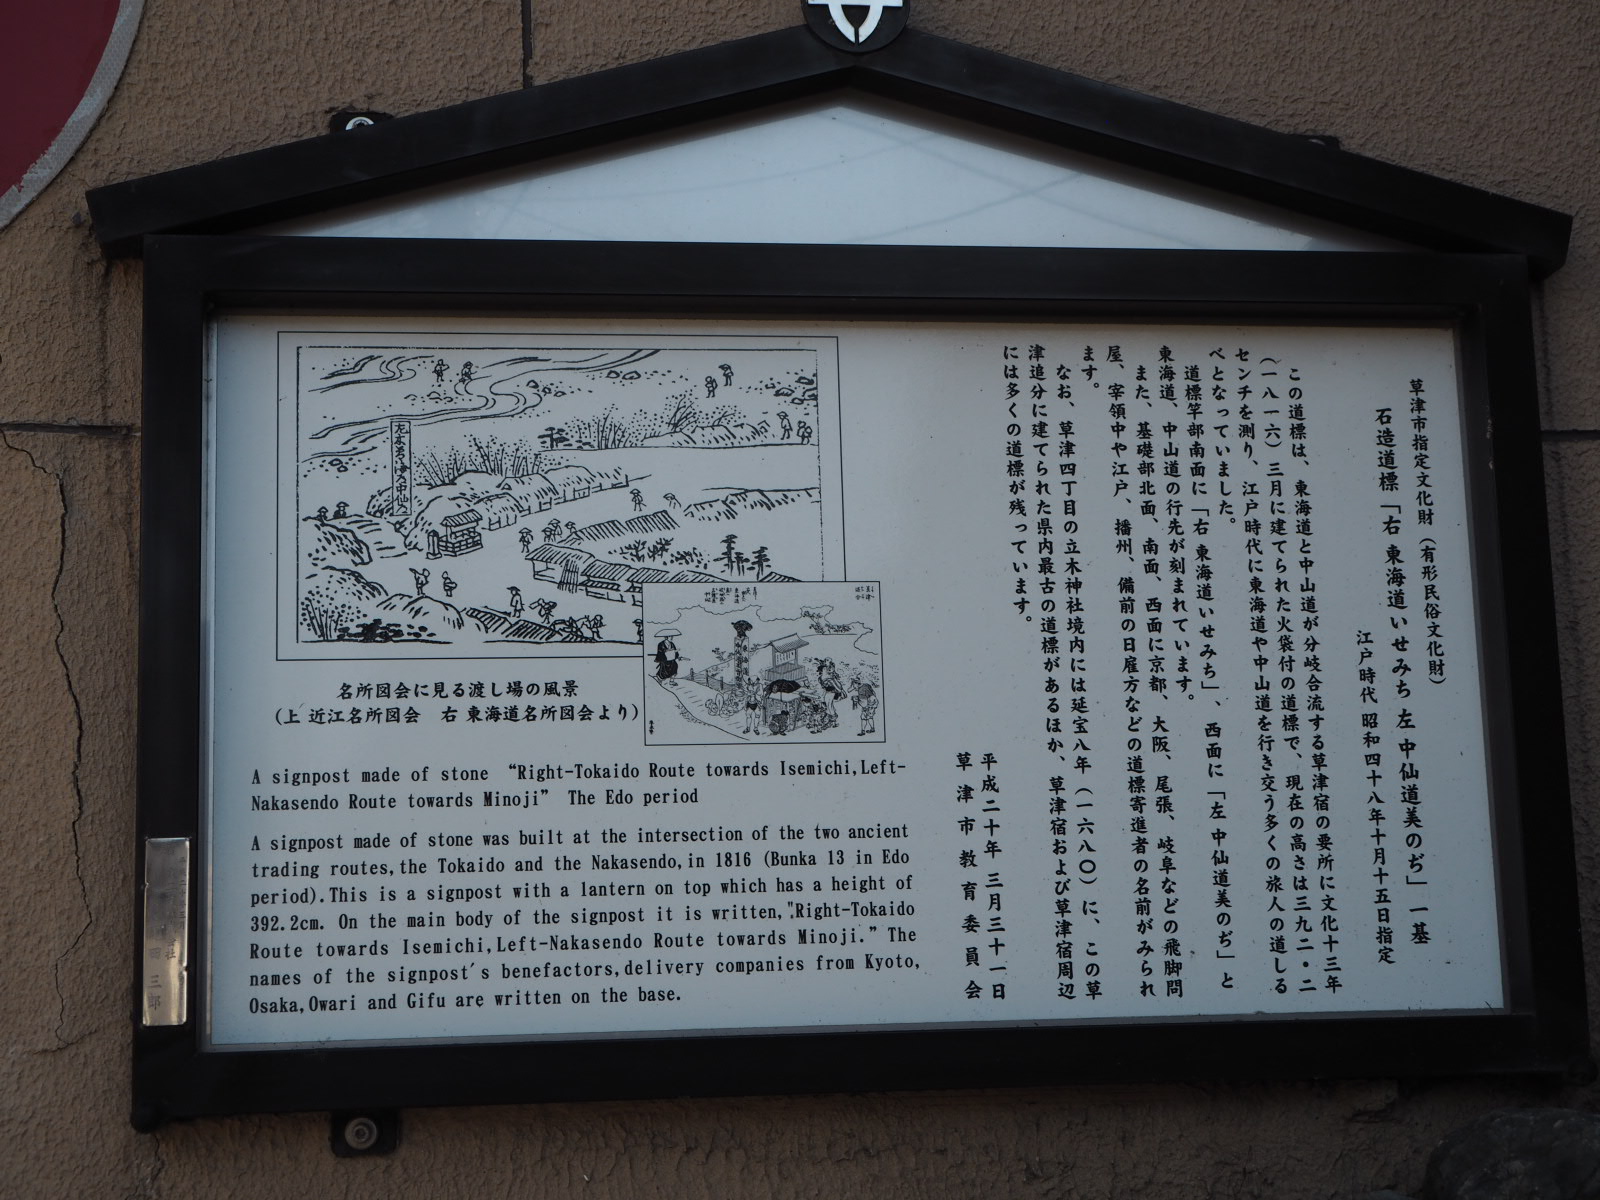 草津市指定文化財(有形民俗文化財)
石造道標「右 東海道いせみち 左 中仙道美のぢ」一基
江戸時代 昭和四十八年十月十五日指定
この道標は、東海道と中山道が分岐合流する草津宿の要所に文化十三年
(一八一六)三月に建てられた火袋付の道標で、現在の高さは三九二・二
センチを測り、江戸時代に東海道や中山道を行き交う多くの旅人の道しる
べとなっていました。
道標竿部南面に「右 東海道いせみち」、西面に「左 中仙道美のぢ」と
東海道、中山道の行先が刻まれています。
また、基礎部北面、南面、西面に京都、大阪、尾張、岐阜などの飛脚問
屋、宰領中や江戸、播州、備前の日雇方などの道標寄進者の名前がみられ
ます。
なお、草津四丁目の立木神社境内には延宝八年(一六八〇)に、この草
津追分に建てられた県内最古の道標があるほか、草津宿および草津宿周辺
には多くの道標が残っています。
平成二十年 三月三十一日
草津市教育委員会
名所図会に見る渡し場の風景
(上 近江名所図会 右 東海道名所図会より)
A signpost made of stone “Right-Tokaido Route towards Isemichi,Left-
Nakasendo Route towards Minoji” The Edo period
A signpost made of stone was built at the intersection of the two ancient
trading routes,the Tokaido and the Nakasendo,in 1816 (Bunka 13 in Edo
period).This is a signpost with a lantern on top which has a height of
392.2cm. On the main body of the signpost it is written,"Right-Tokaido
Route towards Isemichi,Left-Nakasendo Route towards Minoji.” The
names of the signpost's benefactors,delivery companies from Kyoto,
Osaka,Owari and Gifu are written on the base.